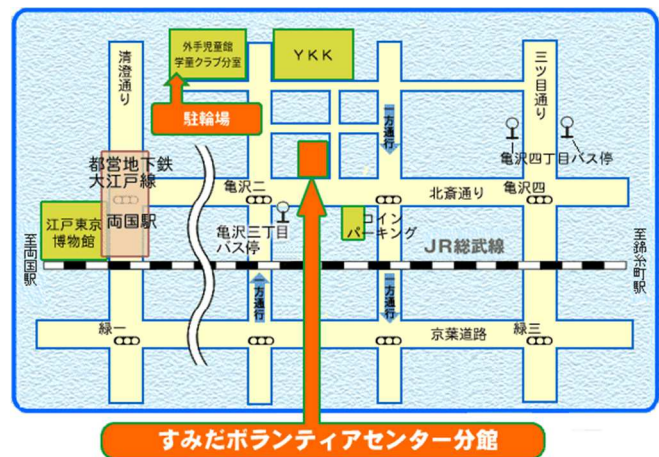 清澄通り
外手児童館
学童クラブ分室
YKK
三ツ目通り
駐輪場
一方通行
亀沢四丁目バス停
都営地下鉄
大江戸線
両国駅
亀沢二
北斎通り
亀沢四
江戸東京
博物館
亀沢三丁目
バス停
コイン
パーキング
JR総武線
至両国駅
至錦糸町駅
一方通行
一方通行
緑一
京葉道路
緑三
すみだボランティアセンター分館